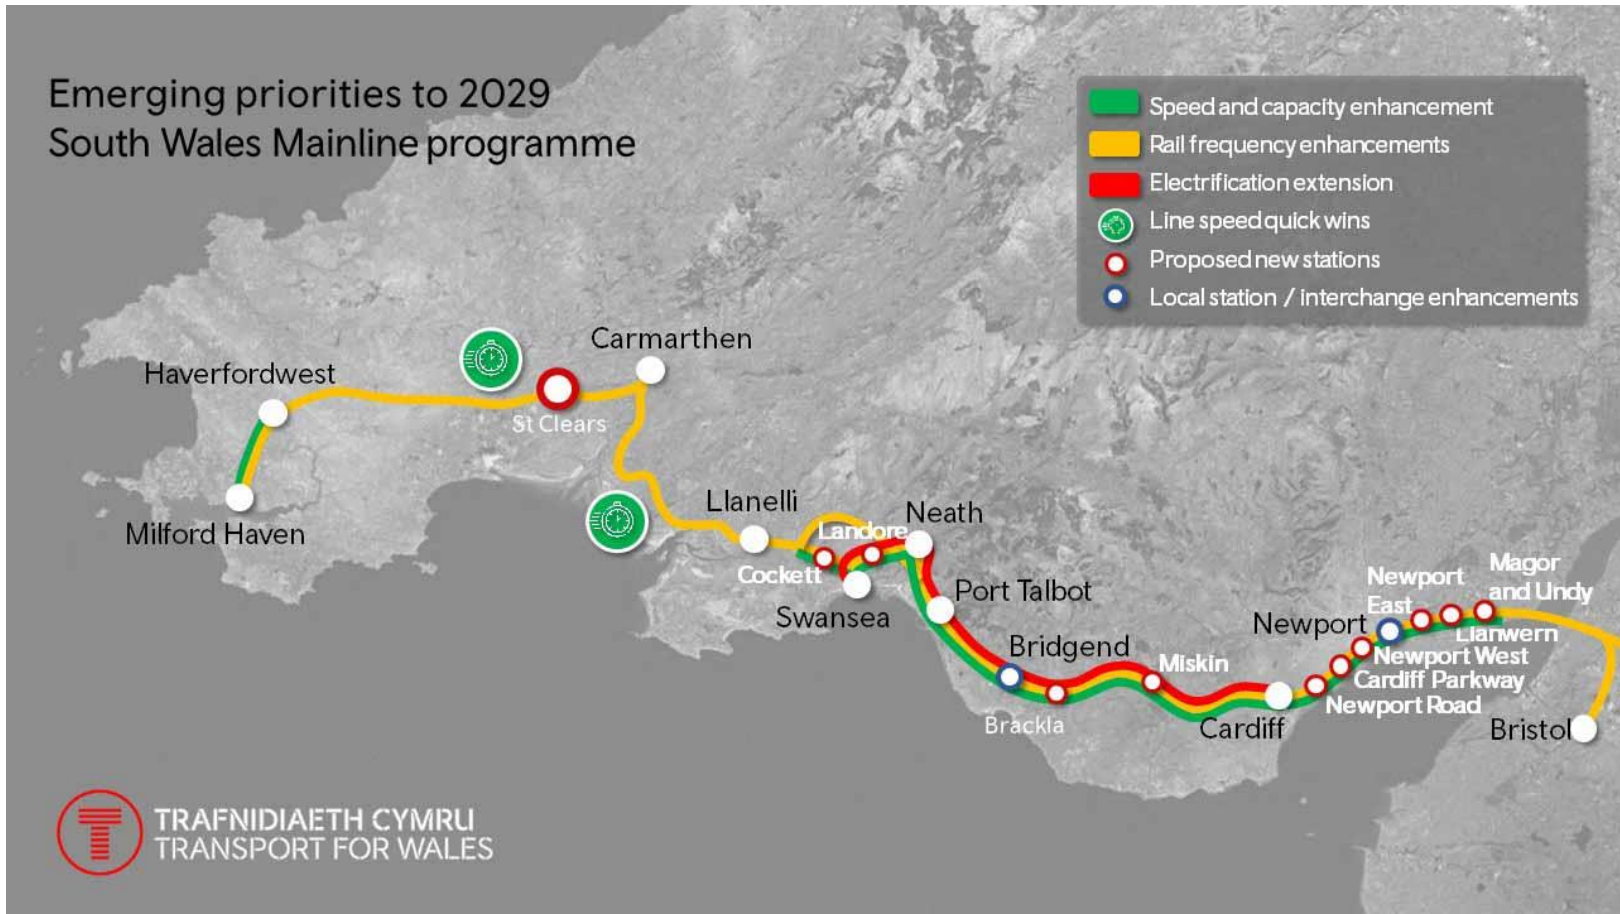 Emerging priorities to 2029
South Wales Mainline programme
Speed and capacity enhancement
Rail frequency enhancements
Electrification extension
Line speed quick wins
Proposed new stations
Local station / interchange enhancements
Carmarthen
Haverfordwest
St Clears
Milford Haven
Llanelli
Landore
Neath
Cockett
Swansea
Port Talbot
Bridgend
Brackla
Miskin
Cardiff
Newport
Newport
East
Magor
and Undy
Llanwern
Newport West
Cardiff Parkway
Newport Road
Bristol
TRAFNIDIAETH CYMRU
TRANSPORT FOR WALES